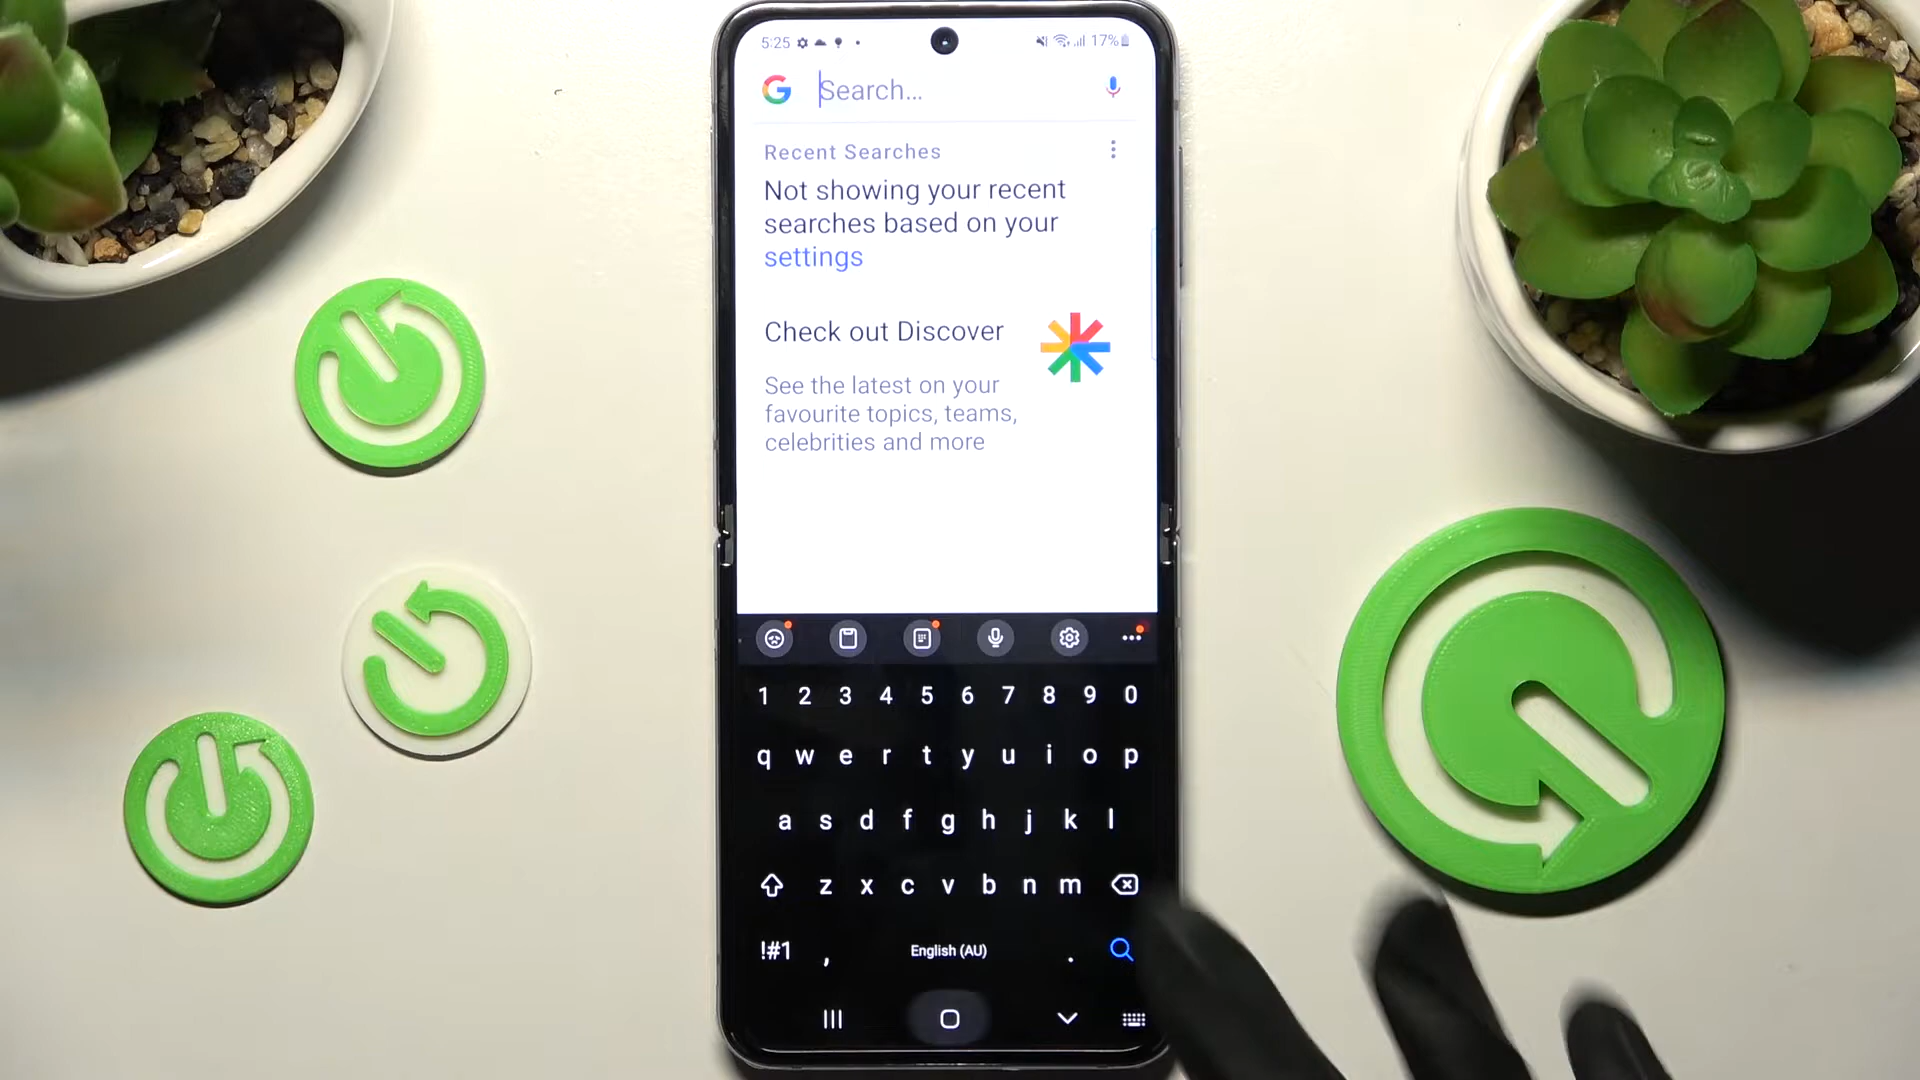 5:25 17%
Search...
Recent Searches
Not showing your recent
searches based on your
settings
Check out Discover
See the latest on your
favourite topics, teams,
celebrities and more
1 2 3 4 5 6 7 8 9 0
q w e r t y u i o p
a s d f g h j k l
z x c v b n m
!#1 , English (AU) .